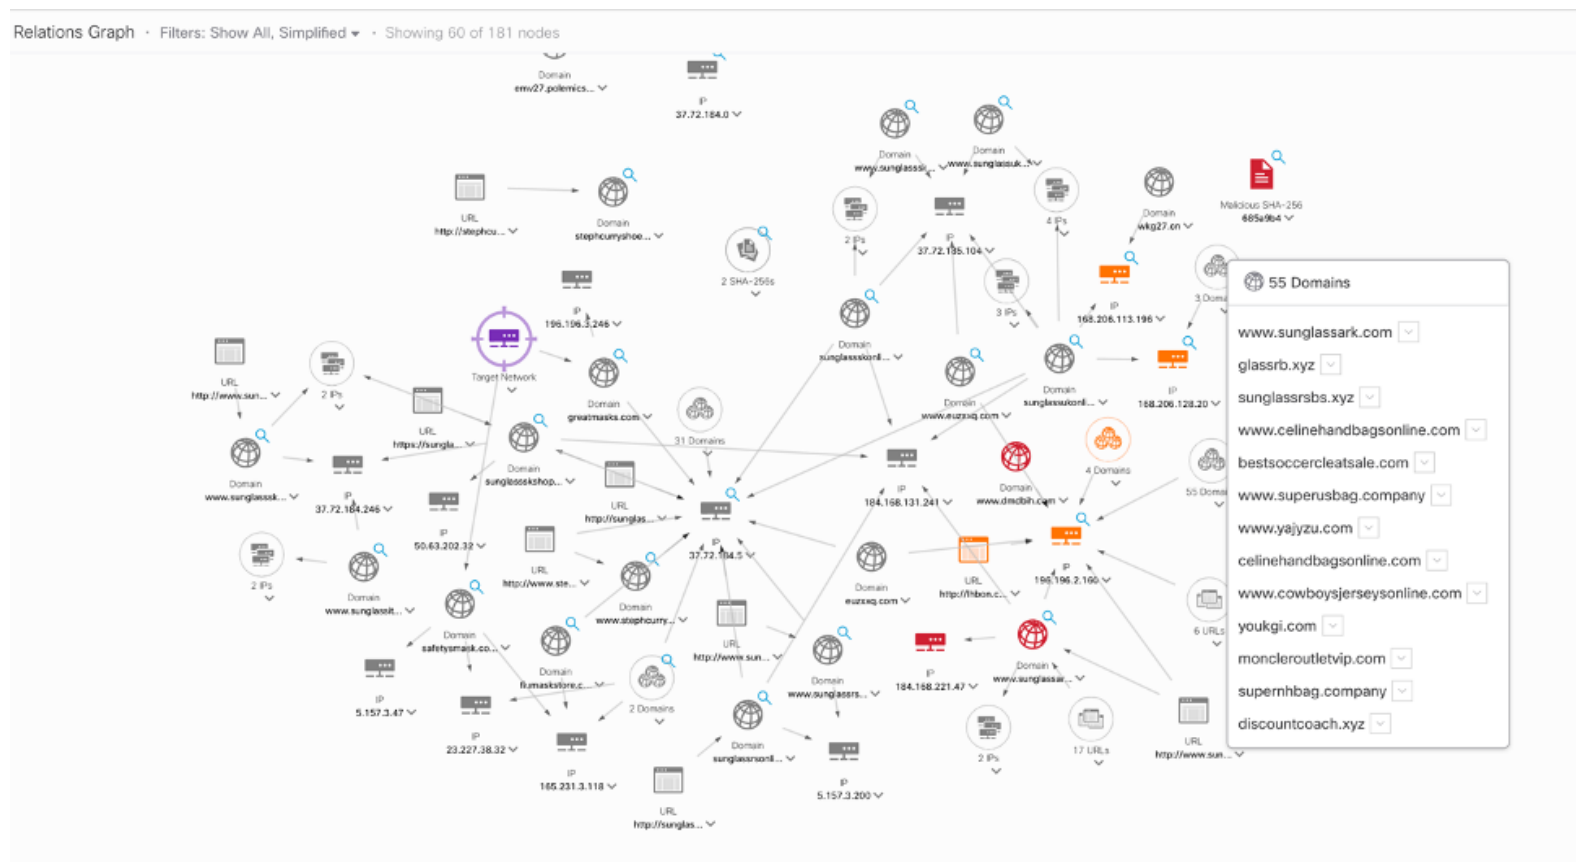 Relations Graph · Filters: Show All, Simplified · Showing 60 of 181 nodes
Domain
emv27.polemics...
IP
37.72.184.0
Domain
www.sunglasssi...
Domain
www.sunglassuk...
URL
http://stephcu...
Domain
stephcurryshoe...
2 IPs
IP
37.72.185.104
4 IPs
Domain
wkg27.cn
Malicious SHA-256
685a9b4
2 SHA-256s
3 IPs
IP
168.206.113.196
3 Doma
IP
196.196.3.246
Target Network
Domain
sunglassskonli...
URL
http://www.sun...
2 IPs
URL
https://sungla...
Domain
greatmasks.com
Domain
www.euzsxq.com
Domain
sunglassukonli...
IP
168.206.128.20
31 Domains
4 Domains
Domain
www.sunglasssk...
IP
37.72.184.246
Domain
sunglassskshop...
URL
http://sunglas...
IP
184.168.131.241
Domain
www.dmdbih.com
55 Domai
IP
50.63.202.32
IP
37.72.184.5
2 IPs
Domain
www.sunglassit...
URL
http://www.ste...
Domain
www.stephcurry...
Domain
euzsxq.com
URL
http://lhbon.c...
IP
196.196.2.160
6 URLs
Domain
safetysmask.co...
Domain
fi.maskstore.c...
URL
http://www.sun...
Domain
www.sunglassrs...
IP
184.168.221.47
Domain
www.sunglassar...
IP
5.157.3.47
IP
23.227.38.32
2 Domains
IP
165.231.3.118
Domain
sunglassrsonli...
IP
5.157.3.200
2 IPs
17 URLs
URL
http://www.sun...
URL
http://sunglas...
55 Domains
www.sunglassark.com
glassrb.xyz
sunglassrsbs.xyz
www.celinehandbagsonline.com
bestsoccercleatsale.com
www.superusbag.company
www.yajyzu.com
celinehandbagsonline.com
www.cowboysjerseysonline.com
youkgi.com
moncleroutletvip.com
supernhbag.company
discountcoach.xyz